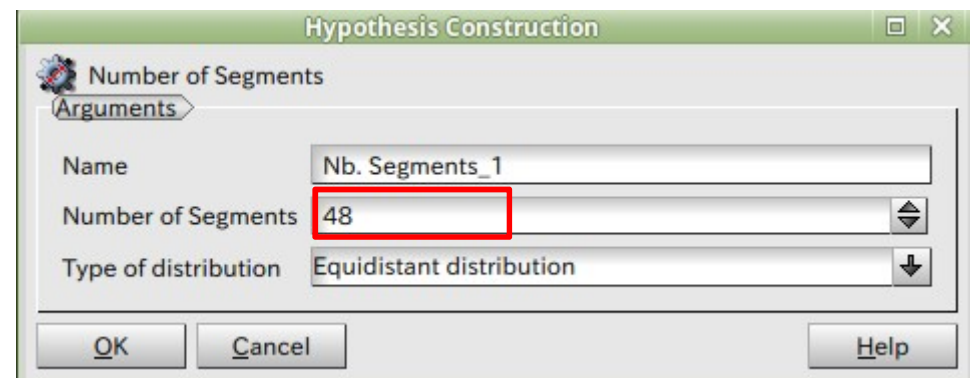 Hypothesis Construction
Number of Segments
Arguments
Name Nb. Segments_1
Number of Segments 48
Type of distribution Equidistant distribution
OK Cancel Help